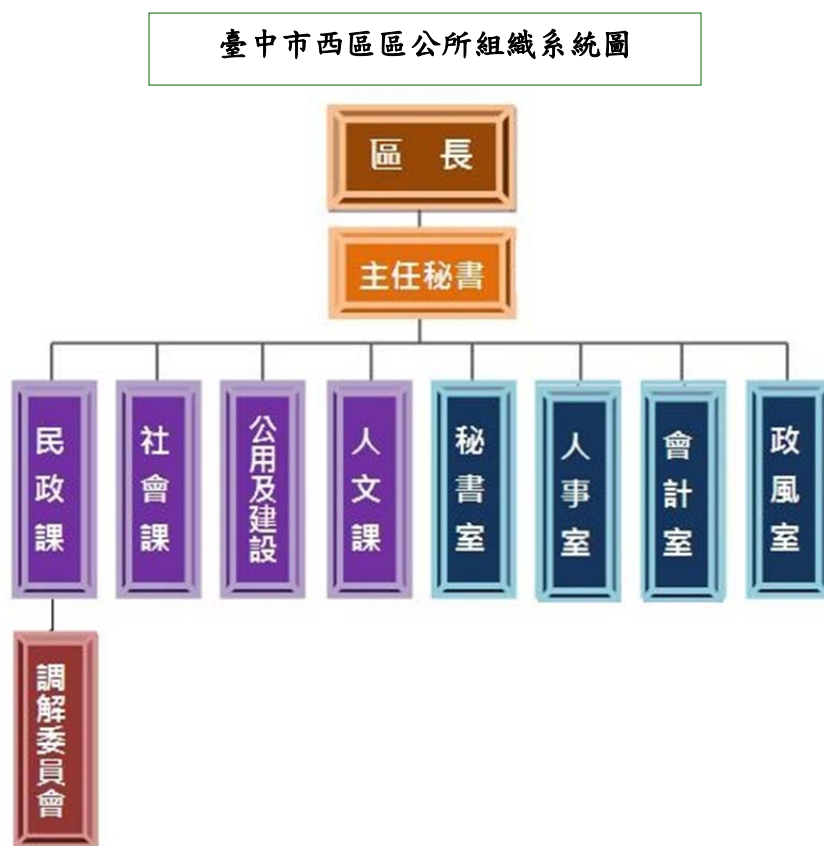 臺中市西區區公所組織系統圖
區長
主任秘書
民政課
社會課
公用及建設
人文課
秘書室
人事室
會計室
政風室
調解委員會